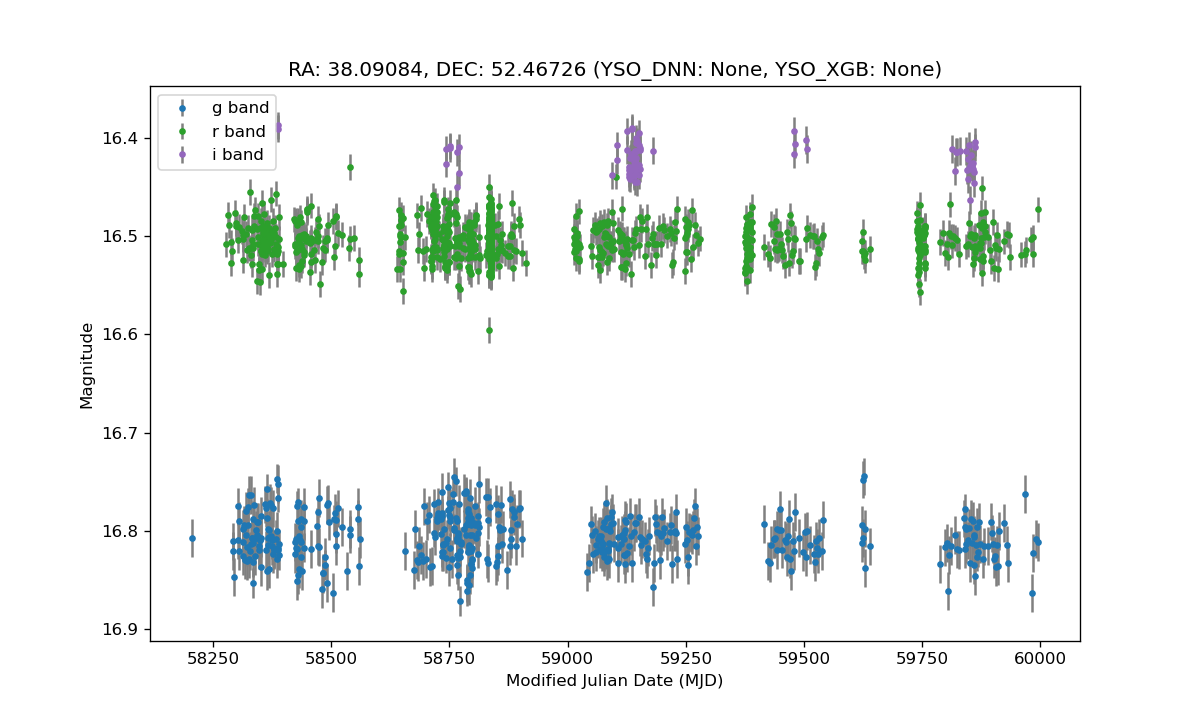 RA: 38.09084, DEC: 52.46726 (YSO_DNN: None, YSO_XGB: None)
g band
r band
i band
16.4
16.5
16.6
16.7
16.8
16.9
Magnitude
58250 58500 58750 59000 59250 59500 59750 60000
Modified Julian Date (MJD)